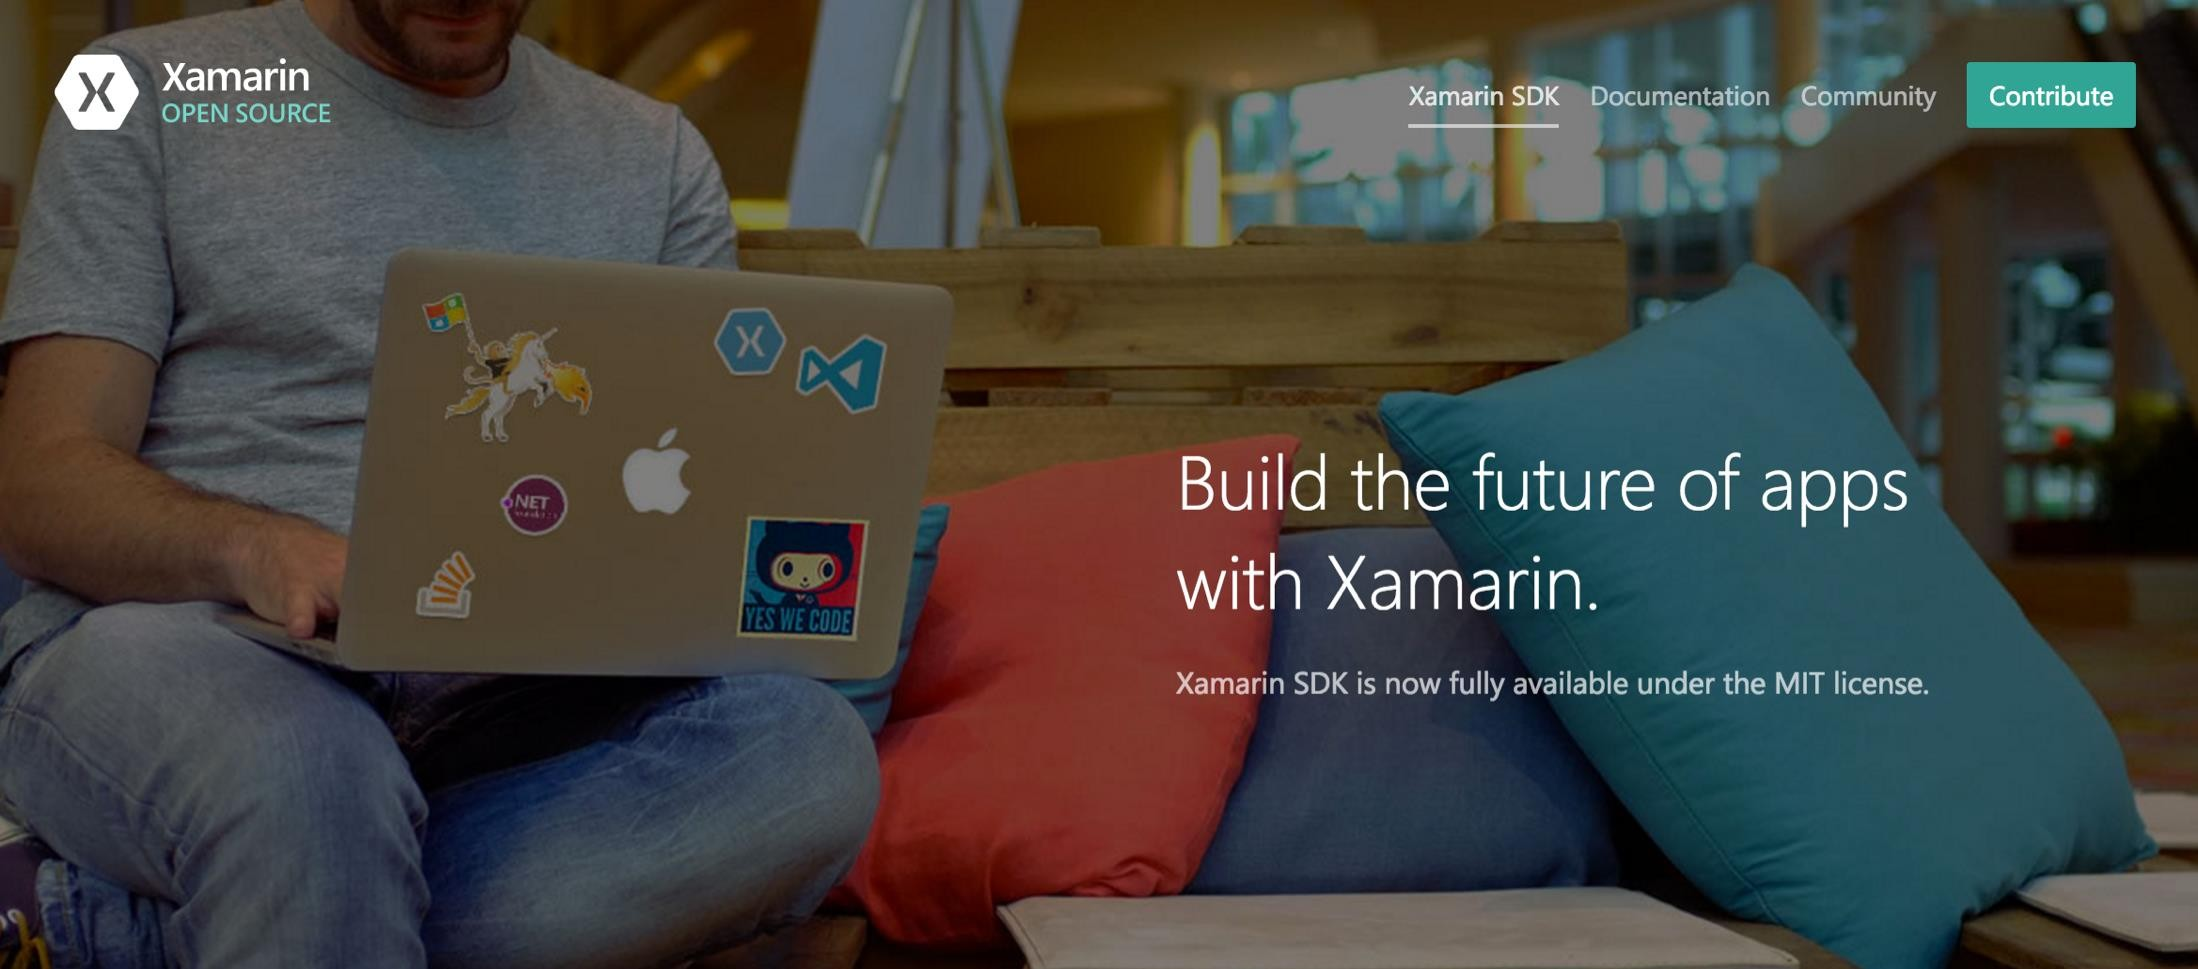 Xamarin
OPEN SOURCE
Xamarin SDK
Documentation
Community
Contribute
Build the future of apps
with Xamarin.
Xamarin SDK is now fully available under the MIT license.
.NET
YES WE CODE